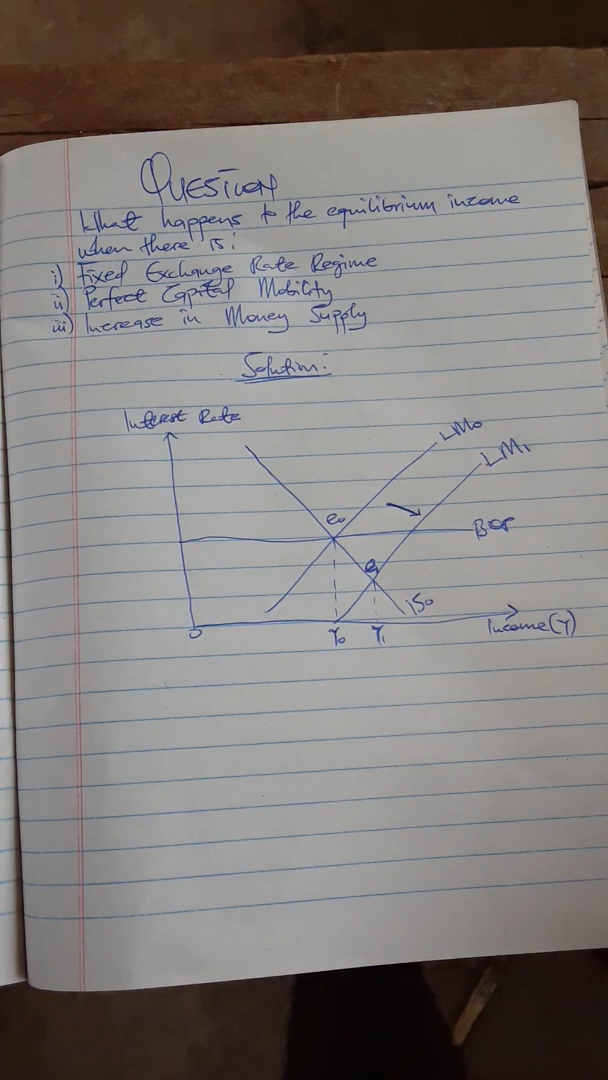 QUESTION
What happens to the equilibrium income
when there is:
i) Fixed Exchange Rate Regime
ii) Perfect Capital Mobility
iii) Increase in Money Supply
Solution:
Interest Rate
LM₀
LM₁
e₀
BOP
e₁
IS₀
0
Y₀ Y₁
Income (Y)